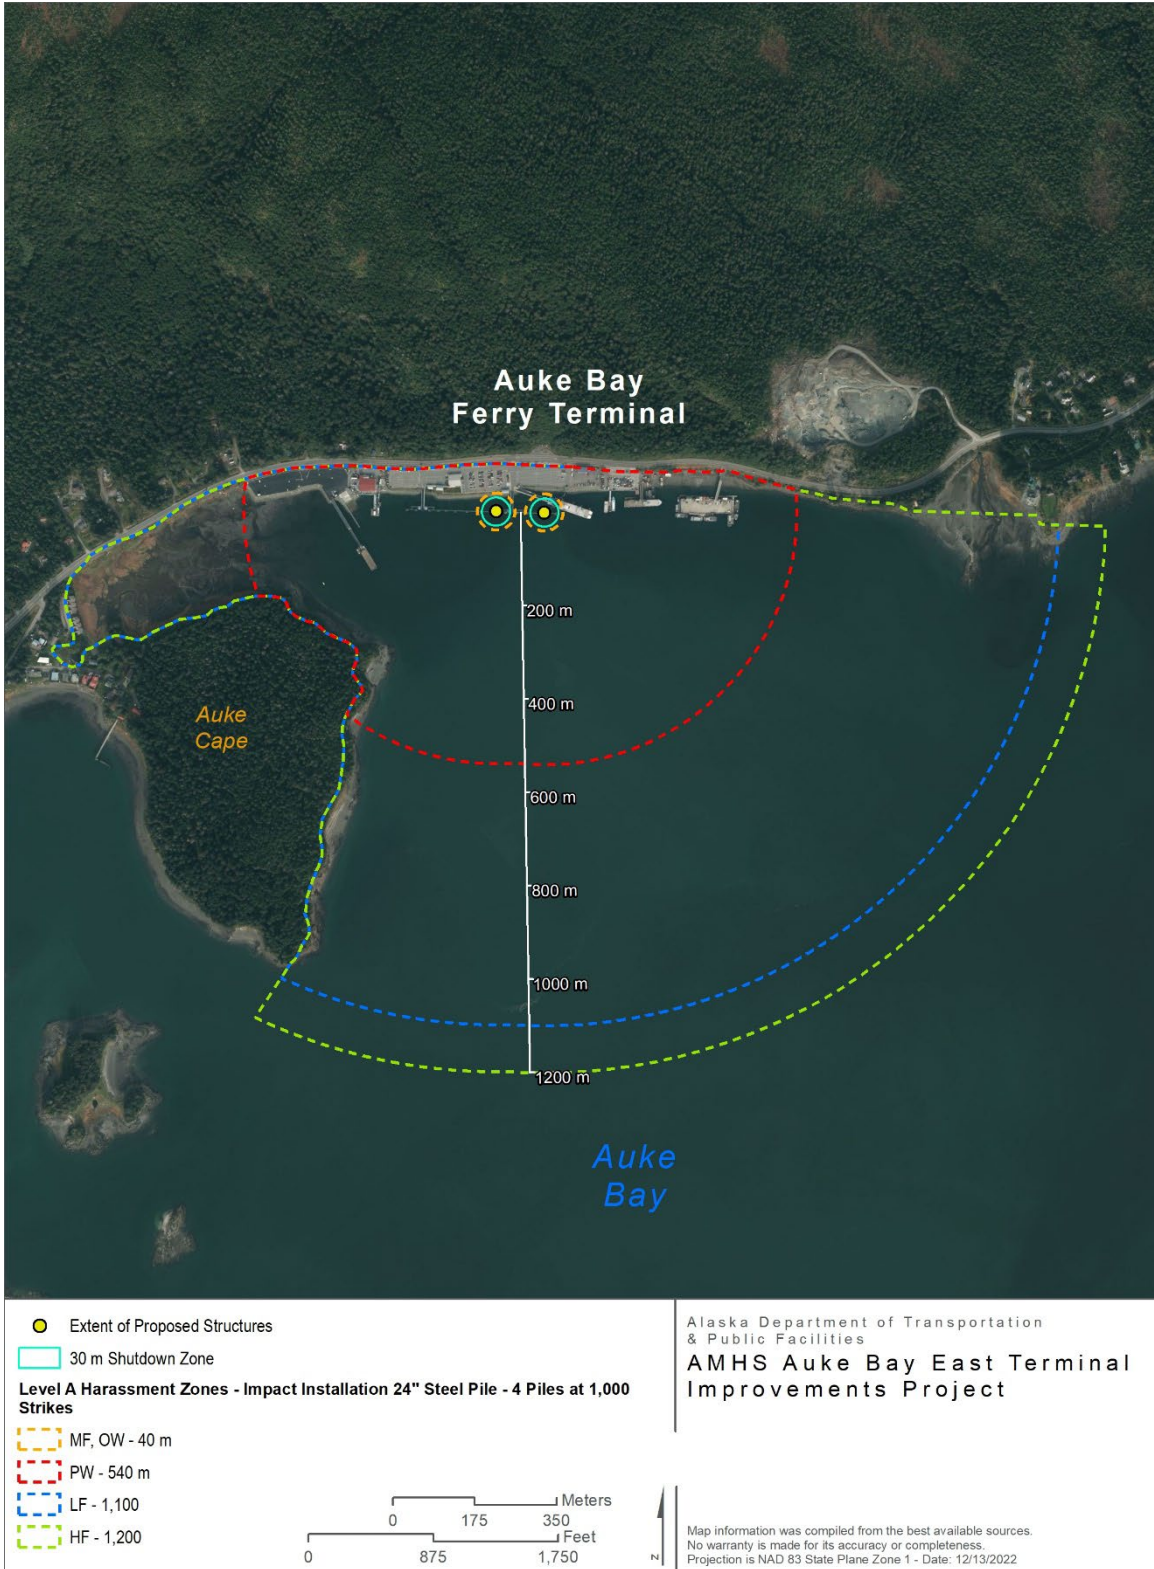 Auke Bay
Ferry Terminal
200 m
400 m
Auke
Cape
600 m
800 m
1000 m
1200 m
Auke
Bay
Extent of Proposed Structures
30 m Shutdown Zone
Level A Harassment Zones - Impact Installation 24" Steel Pile - 4 Piles at 1,000
Strikes
MF, OW - 40 m
PW - 540 m
LF - 1,100
HF - 1,200
Meters
0 175 350
Feet
0 875 1,750
N
Alaska Department of Transportation
& Public Facilities
AMHS Auke Bay East Terminal
Improvements Project
Map information was compiled from the best available sources.
No warranty is made for its accuracy or completeness.
Projection is NAD 83 State Plane Zone 1 - Date: 12/13/2022